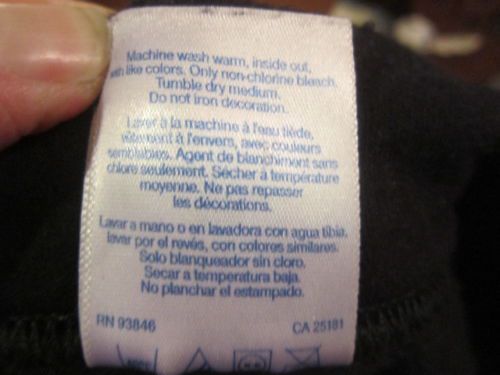 Machine wash warm, inside out,
with like colors. Only non-chlorine bleach.
Tumble dry medium.
Do not iron decoration.
Laver à la machine à l'eau tiède,
vêtement à l'envers, avec couleurs
semblables. Agent de blanchiment sans
chlore seulement. Sécher à température
moyenne. Ne pas repasser
les décorations.
Lavar a mano o en lavadora con agua tibia,
lavar por el revés, con colores similares.
Solo blanqueador sin cloro.
Secar a temperatura baja.
No planchar el estampado.
RN 93846 CA 25181